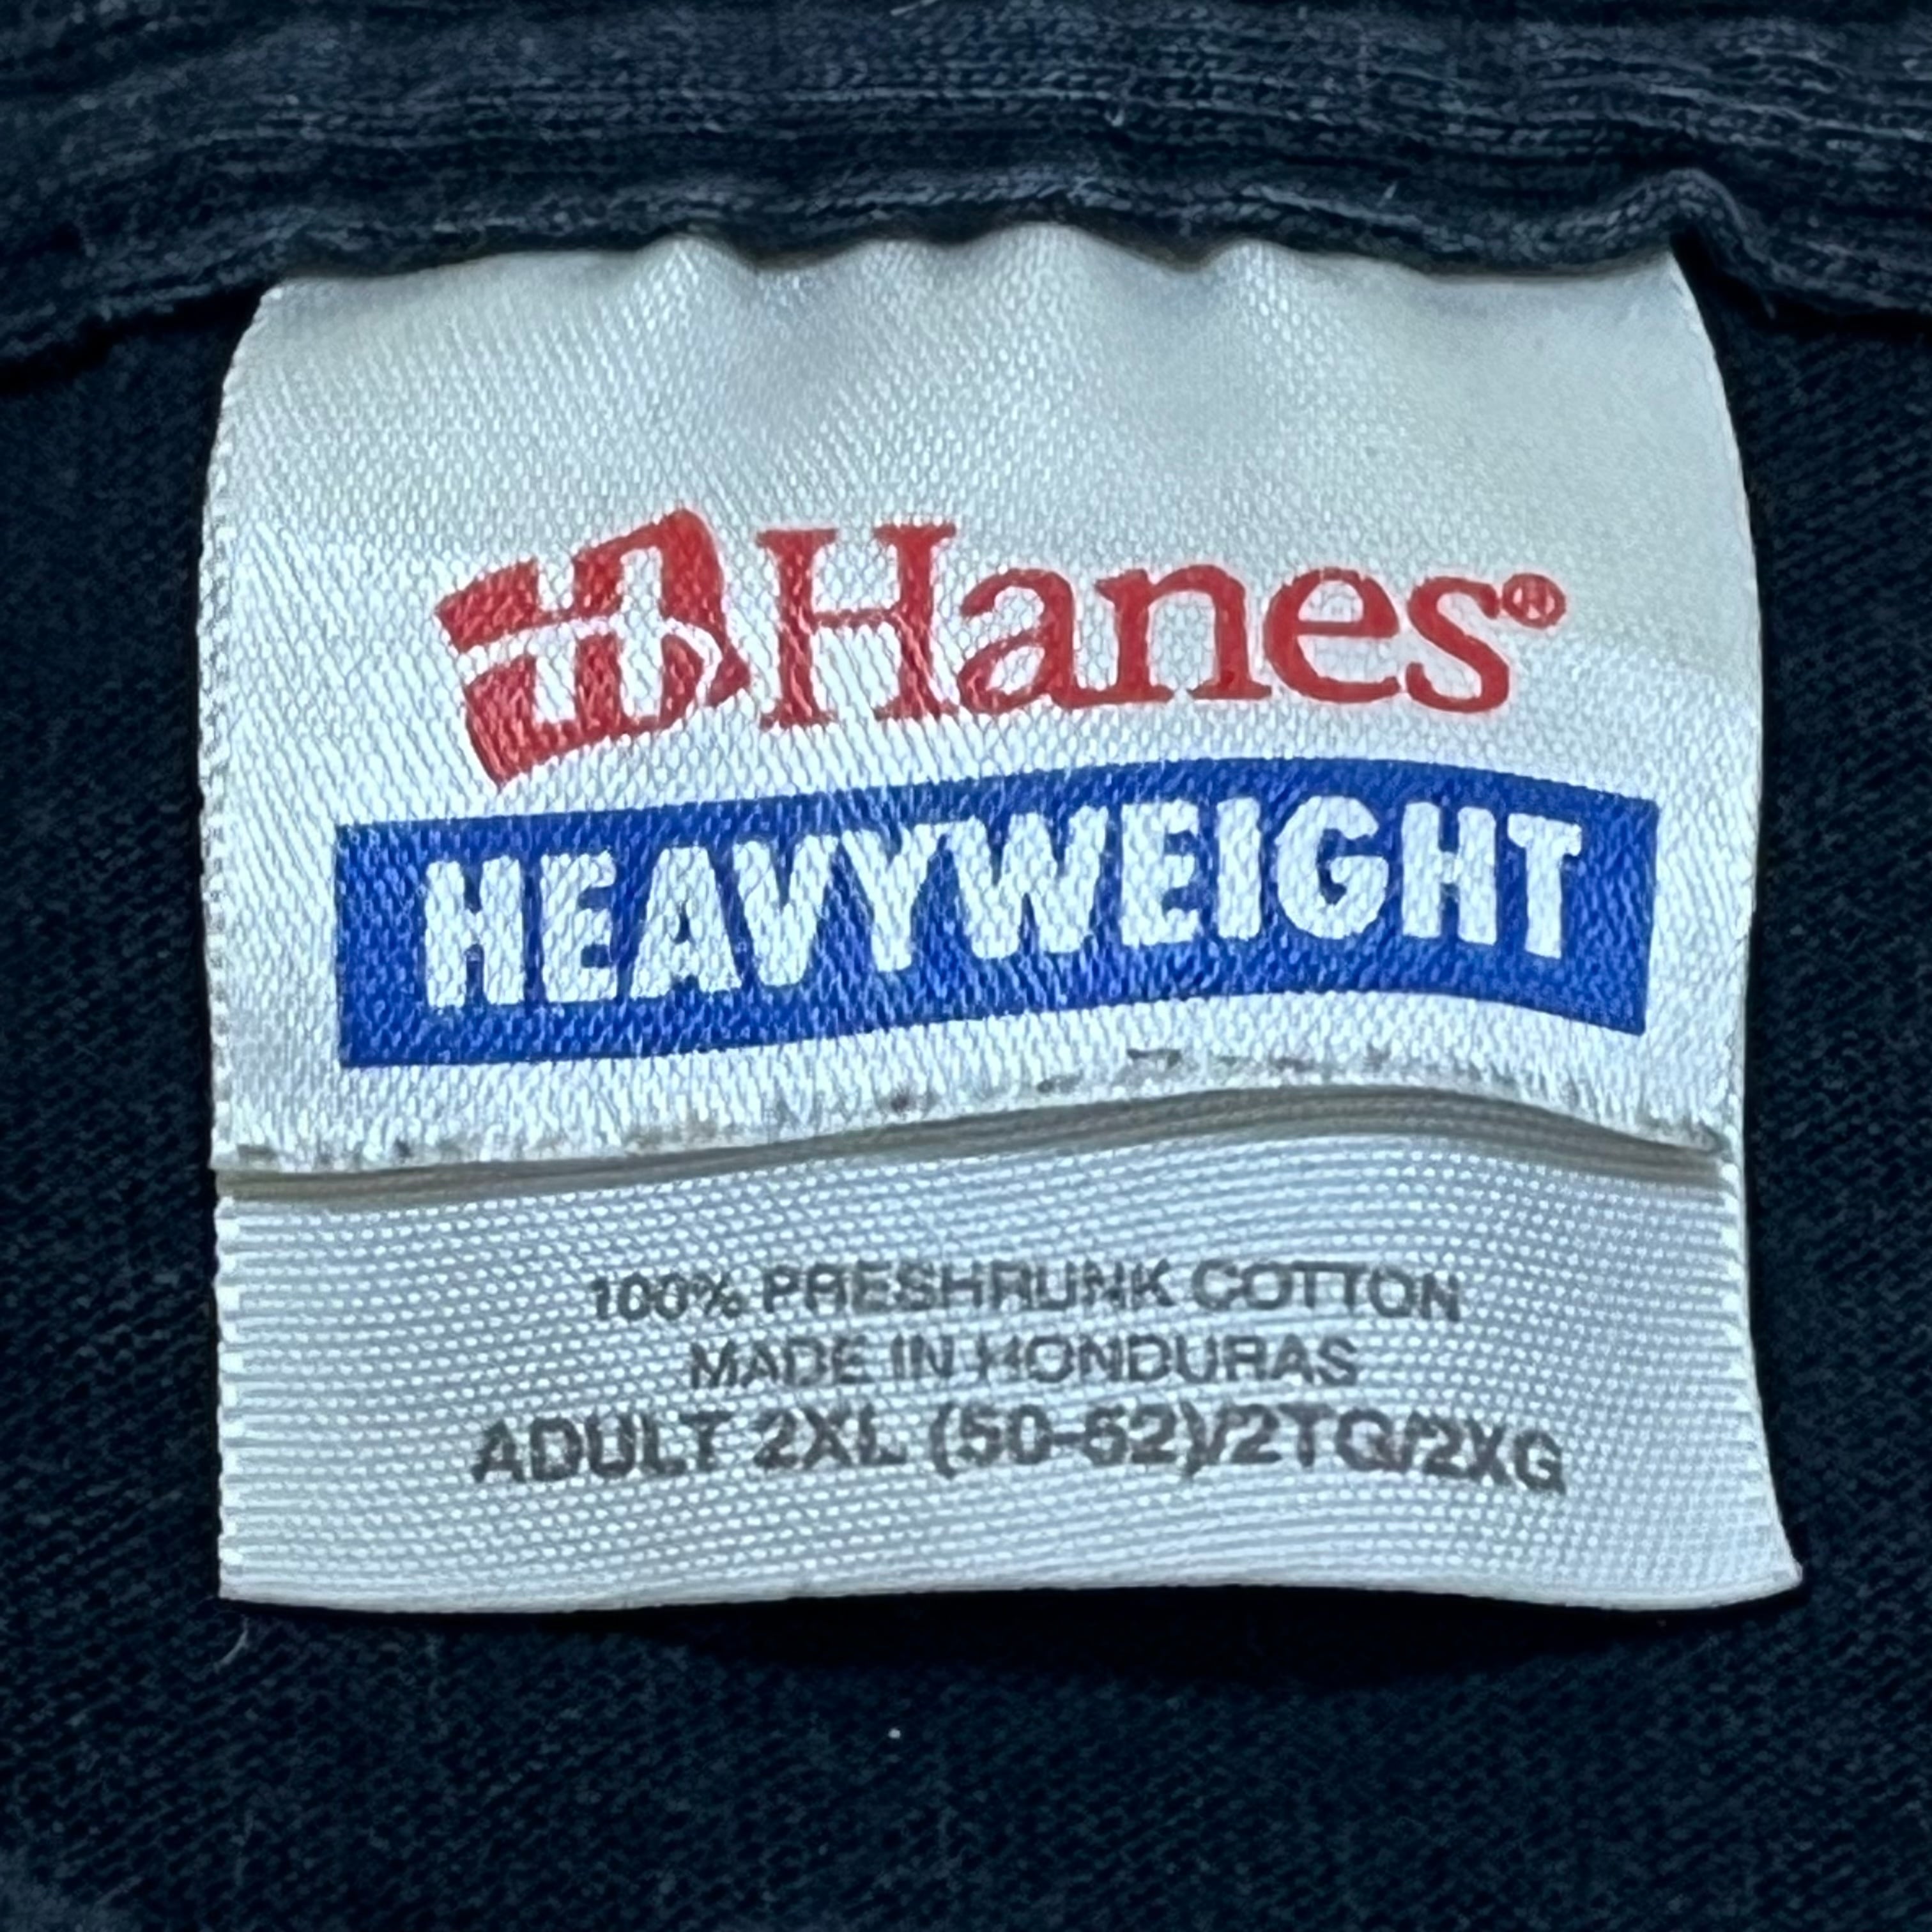 Hanes®
HEAVYWEIGHT
100% PRESHRUNK COTTON
MADE IN HONDURAS
ADULT 2XL (50-52)/2TG/2XG